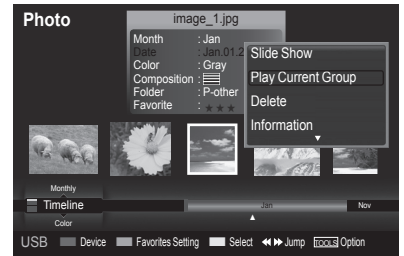 Photo
image_1.jpg
Month : Jan
Date : Jan.01.2
Color : Gray
Composition :
Folder : P-other
Favorite : ★★★
Slide Show
Play Current Group
Delete
Information
Monthly
Timeline
Jan
Nov
Color
USB Device Favorites Setting Select Jump TOOLS Option